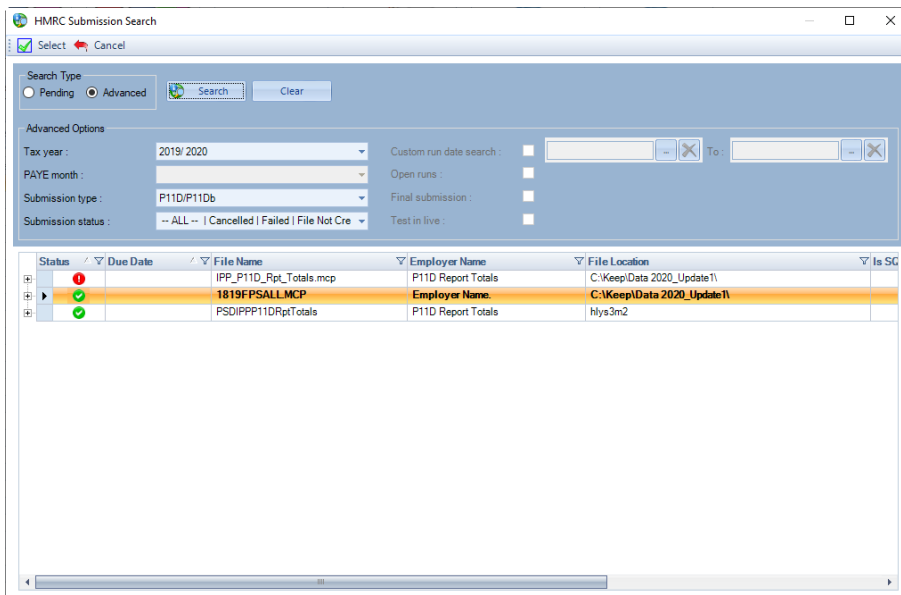 HMRC Submission Search
Select Cancel
Search Type
Pending Advanced Search Clear
Advanced Options
Tax year : 2019/ 2020 Custom run date search : ... To : ...
PAYE month : Open runs :
Submission type : P11D/P11Db Final submission :
Submission status : -- ALL -- | Cancelled | Failed | File Not Cre Test in live :
Status Due Date File Name Employer Name File Location Is SQ
IPP_P11D_Rpt_Totals.mcp P11D Report Totals C:\Keep\Data 2020_Update1\
1819FPSALL.MCP Employer Name. C:\Keep\Data 2020_Update1\
PSDIPPP11DRptTotals P11D Report Totals hlys3m2